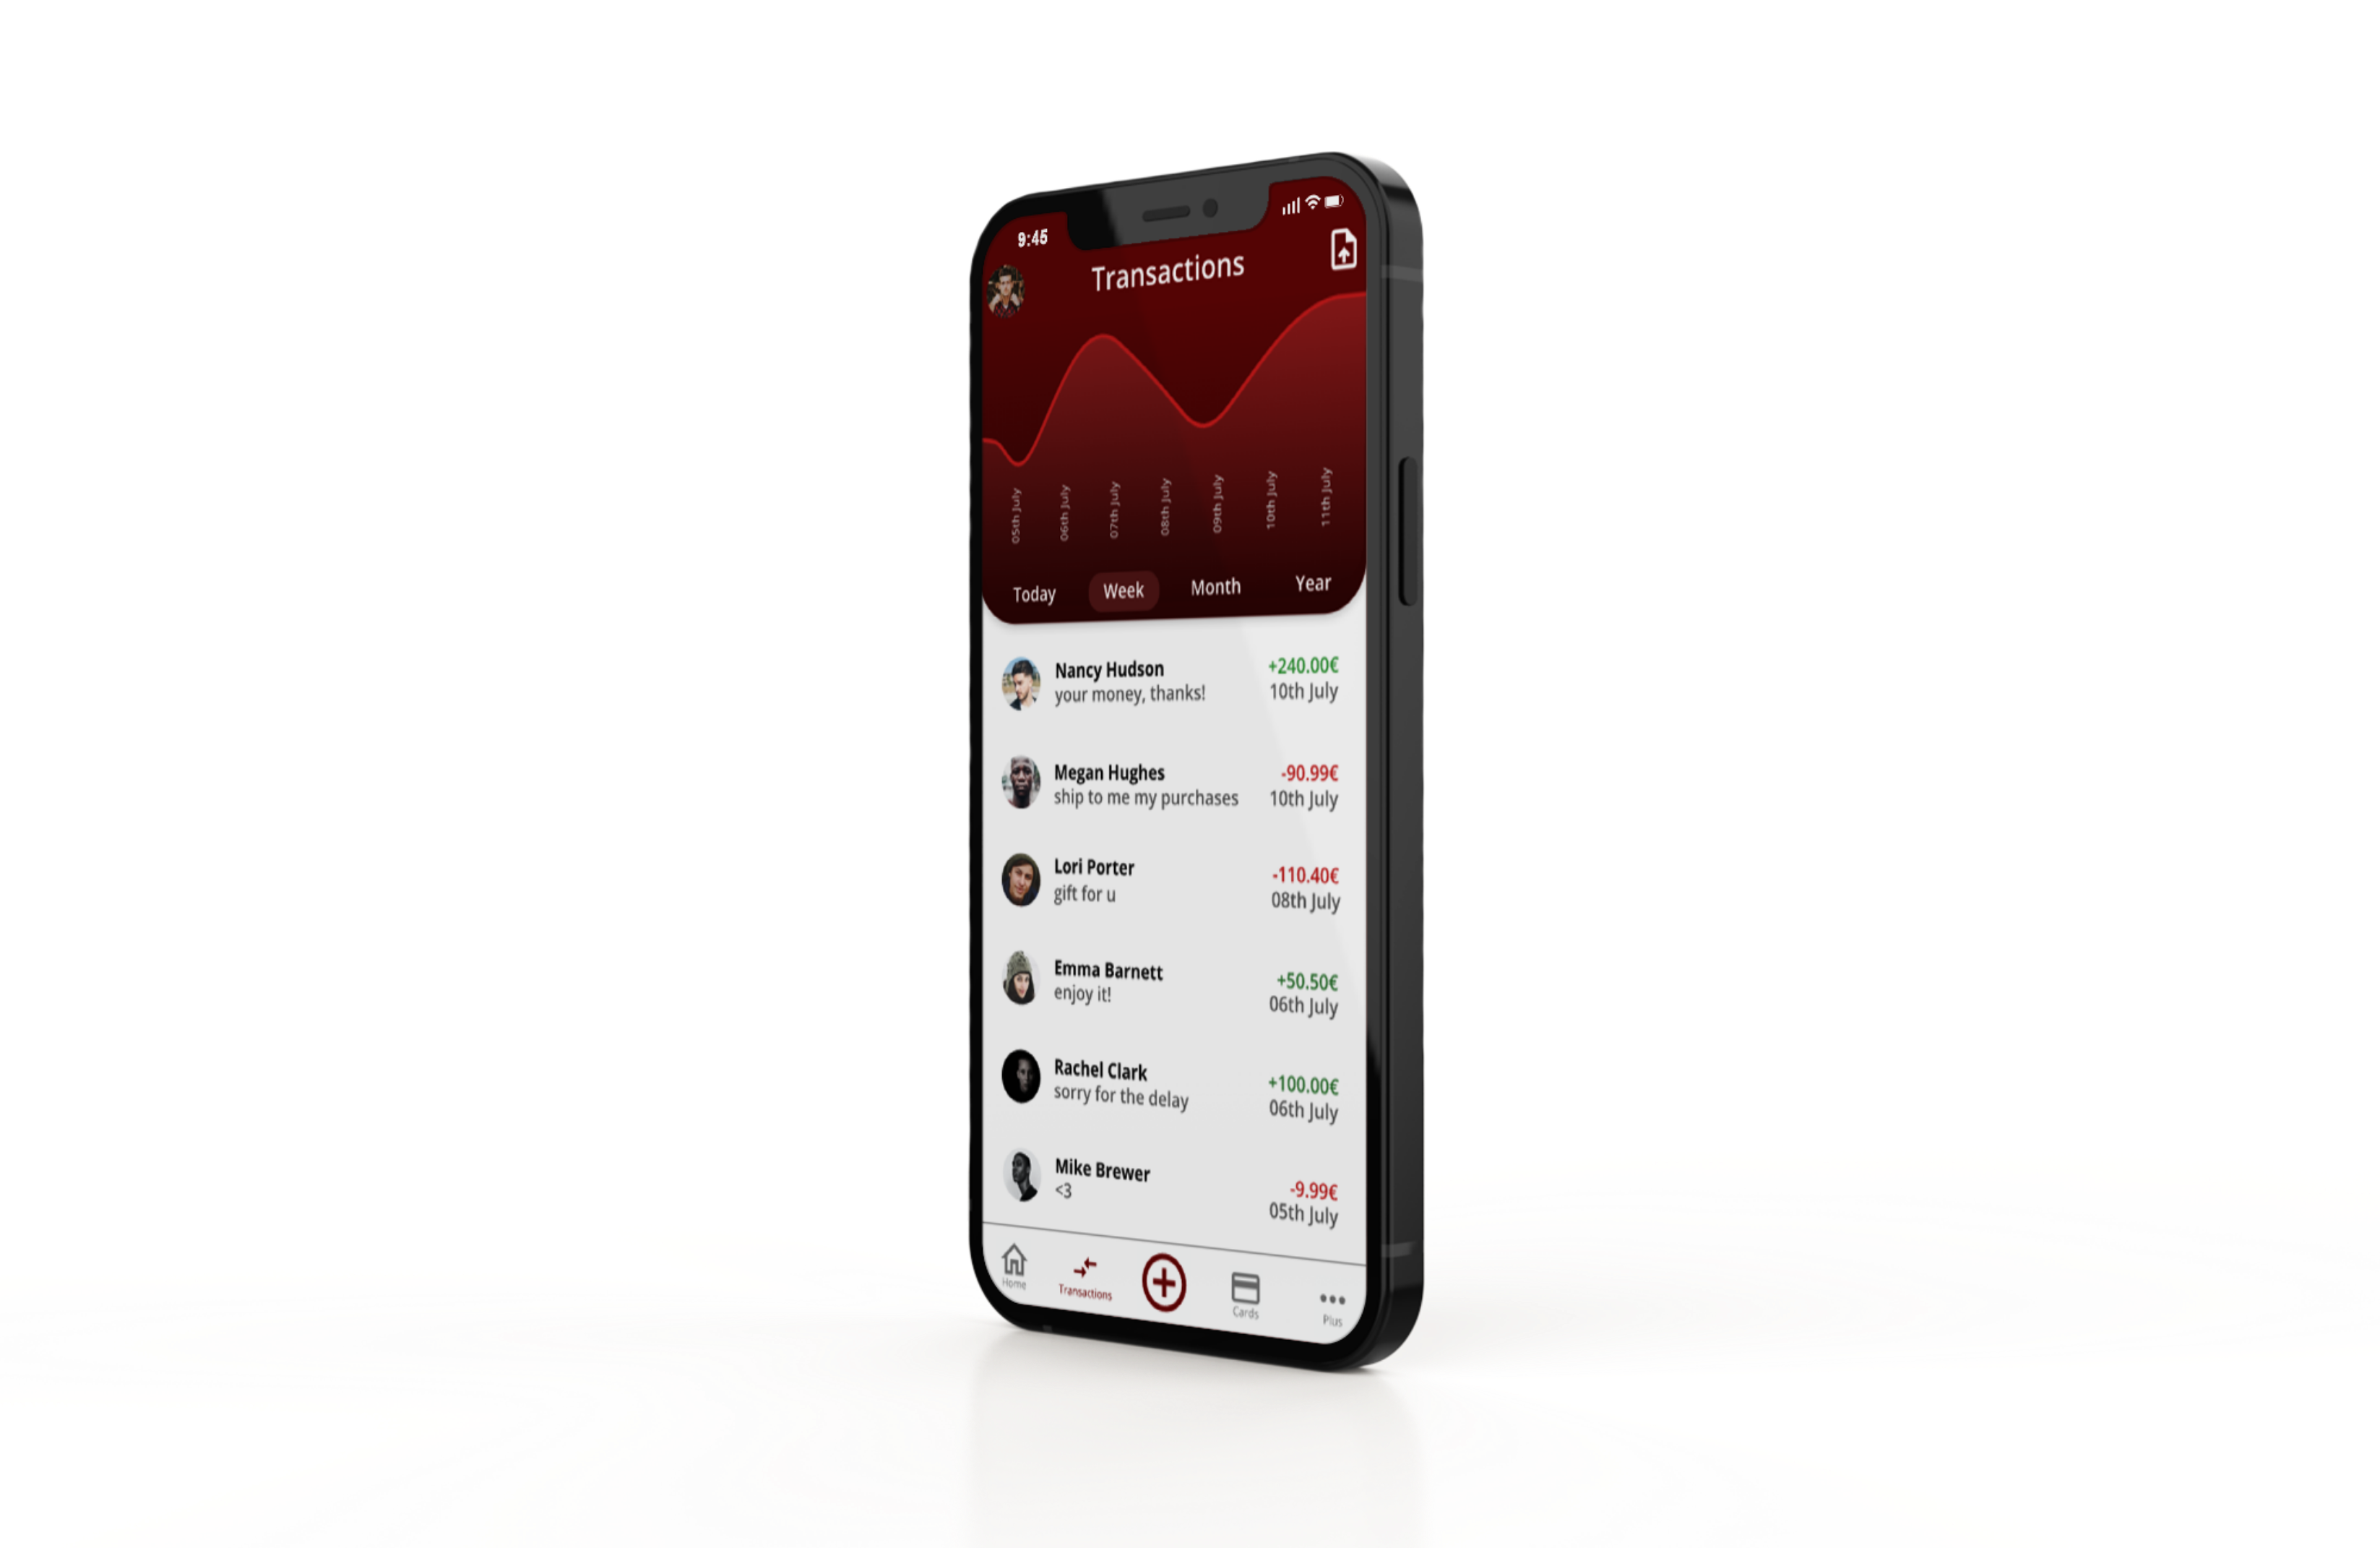 9:45
Transactions
05th July
06th July
07th July
08th July
09th July
10th July
11th July
Today
Week
Month
Year
Nancy Hudson
+240.00€
your money, thanks!
10th July
Megan Hughes
-90.99€
ship to me my purchases
10th July
Lori Porter
-110.40€
gift for u
08th July
Emma Barnett
+50.50€
enjoy it!
06th July
Rachel Clark
+100.00€
sorry for the delay
06th July
Mike Brewer
-9.99€
<3
05th July
Home
Transactions
Cards
Plus